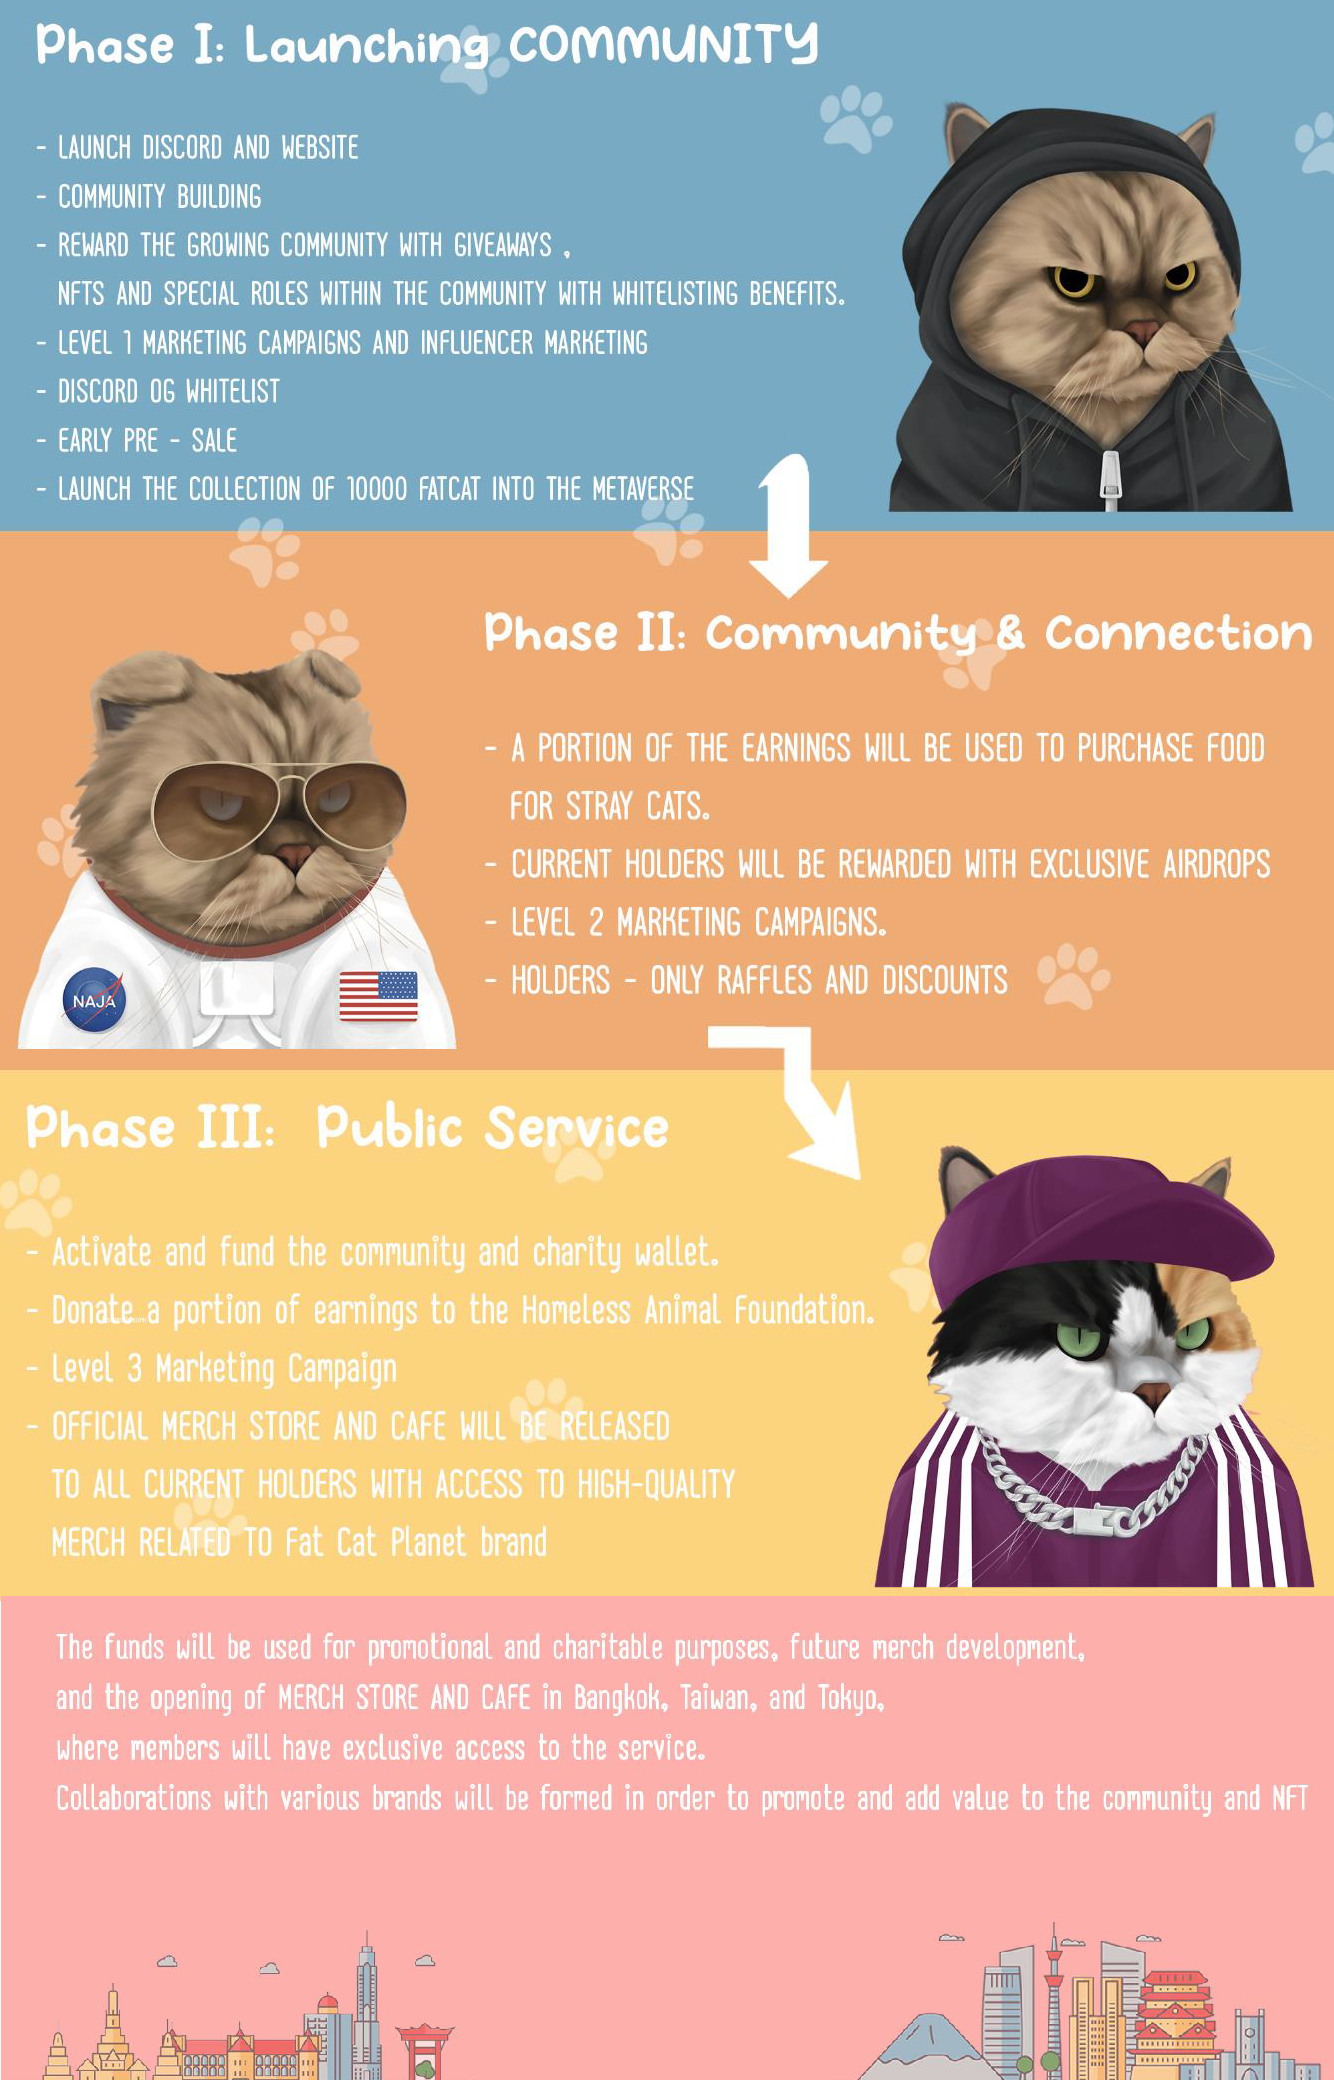 Phase I: Launching COMMUNITY
- LAUNCH DISCORD AND WEBSITE
- COMMUNITY BUILDING
- REWARD THE GROWING COMMUNITY WITH GIVEAWAYS ,
NFTS AND SPECIAL ROLES WITHIN THE COMMUNITY WITH WHITELISTING BENEFITS.
- LEVEL 1 MARKETING CAMPAIGNS AND INFLUENCER MARKETING
- DISCORD OG WHITELIST
- EARLY PRE - SALE
- LAUNCH THE COLLECTION OF 10000 FATCAT INTO THE METAVERSE
Phase II: Community & Connection
- A PORTION OF THE EARNINGS WILL BE USED TO PURCHASE FOOD
FOR STRAY CATS.
- CURRENT HOLDERS WILL BE REWARDED WITH EXCLUSIVE AIRDROPS
- LEVEL 2 MARKETING CAMPAIGNS.
- HOLDERS - ONLY RAFFLES AND DISCOUNTS
NAJA
Phase III: Public Service
- Activate and fund the community and charity wallet.
- Donate a portion of earnings to the Homeless Animal Foundation.
- Level 3 Marketing Campaign
- OFFICIAL MERCH STORE AND CAFE WILL BE RELEASED
TO ALL CURRENT HOLDERS WITH ACCESS TO HIGH-QUALITY
MERCH RELATED TO Fat Cat Planet brand
The funds will be used for promotional and charitable purposes, future merch development,
and the opening of MERCH STORE AND CAFE in Bangkok, Taiwan, and Tokyo,
where members will have exclusive access to the service.
Collaborations with various brands will be formed in order to promote and add value to the community and NFT